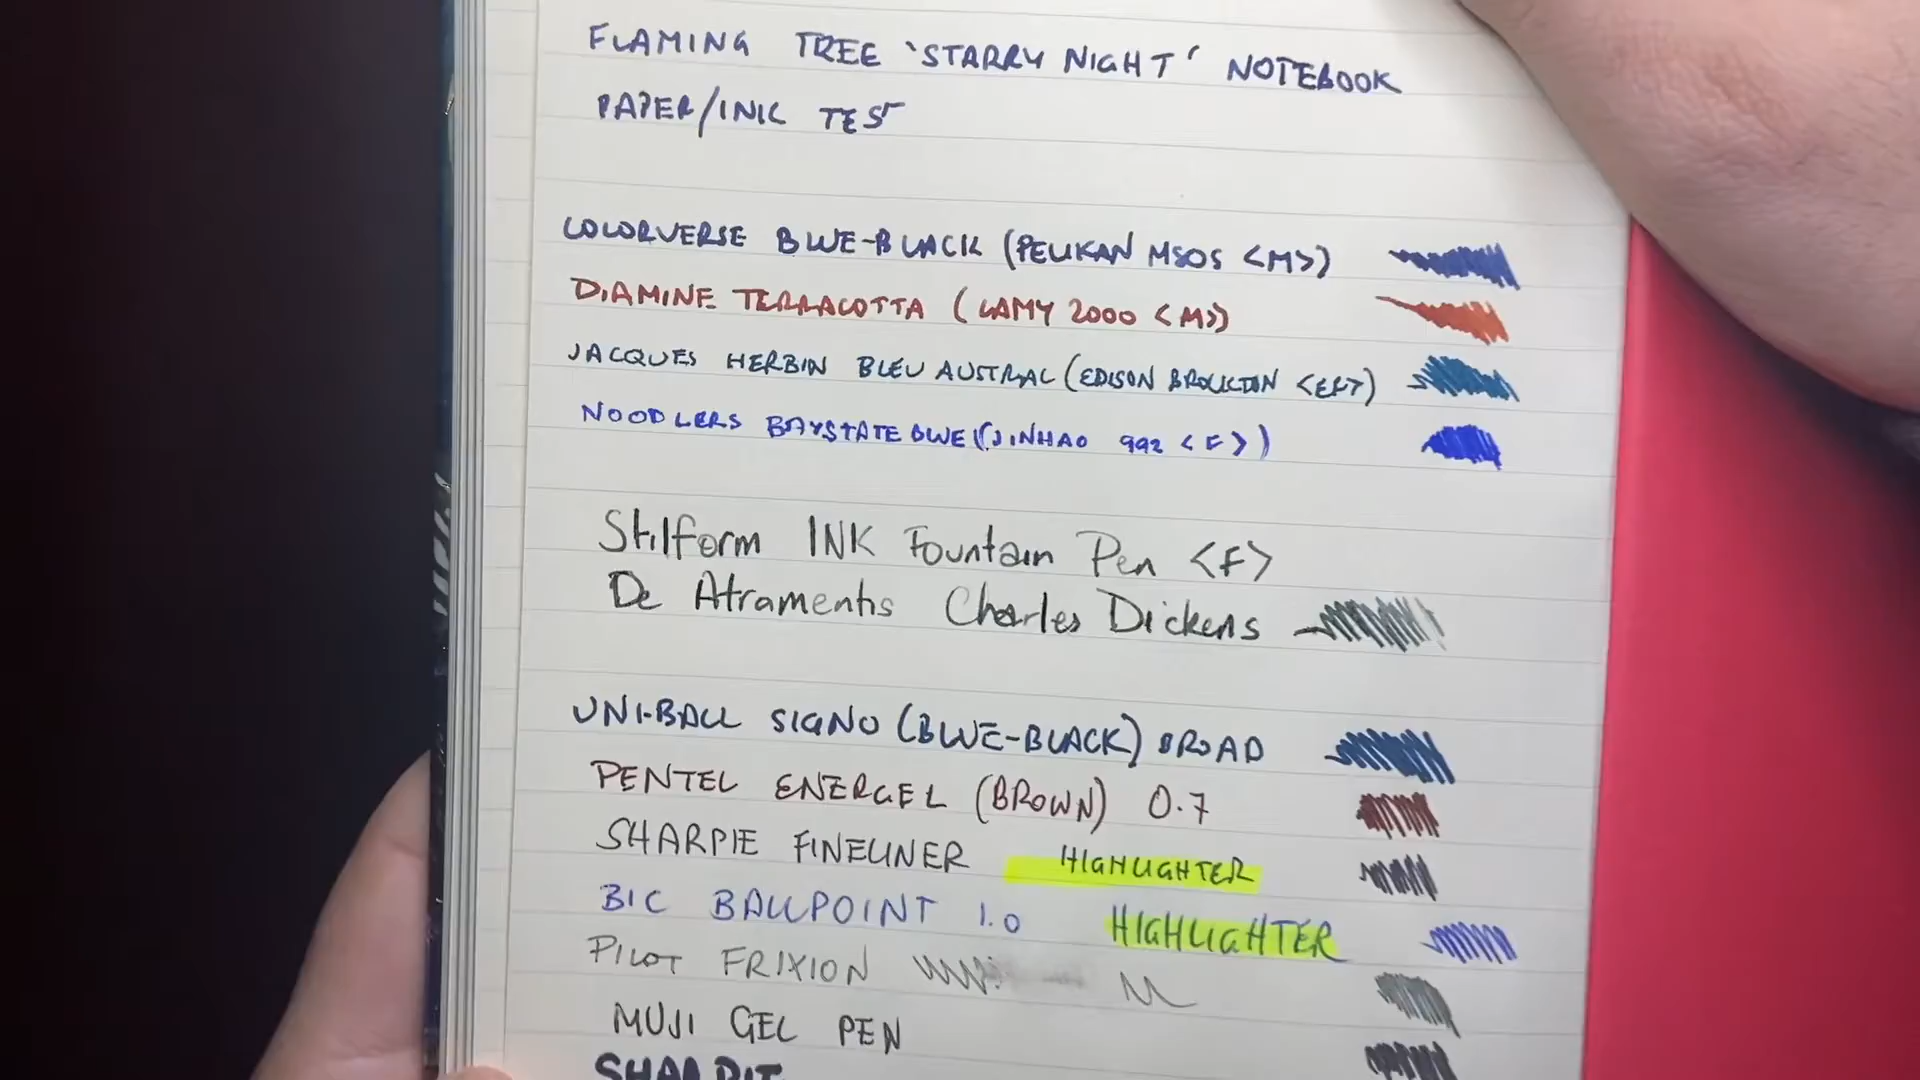 FLAMING TREE 'STARRY NIGHT' NOTEBOOK
PAPER/INK TEST
COLORVERSE BLUE-BLACK (PELIKAN M805 <M>)
DIAMINE TERRACOTTA (LAMY 2000 <M>)
JACQUES HERBIN BLEU AUSTRAL (EDISON BROCKTON <EF>)
NOODLERS BAYSTATE BLUE (JINHAO 992 <F>)
Stilform INK Fountain Pen <F>
De Atramentis Charles Dickens
UNI-BALL SIGNO (BLUE-BLACK) BROAD
PENTEL ENERGEL (BROWN) 0.7
SHARPIE FINELINER HIGHLIGHTER
BIC BALLPOINT 1.0 HIGHLIGHTER
PILOT FRIXION
MUJI GEL PEN
SHARPIE